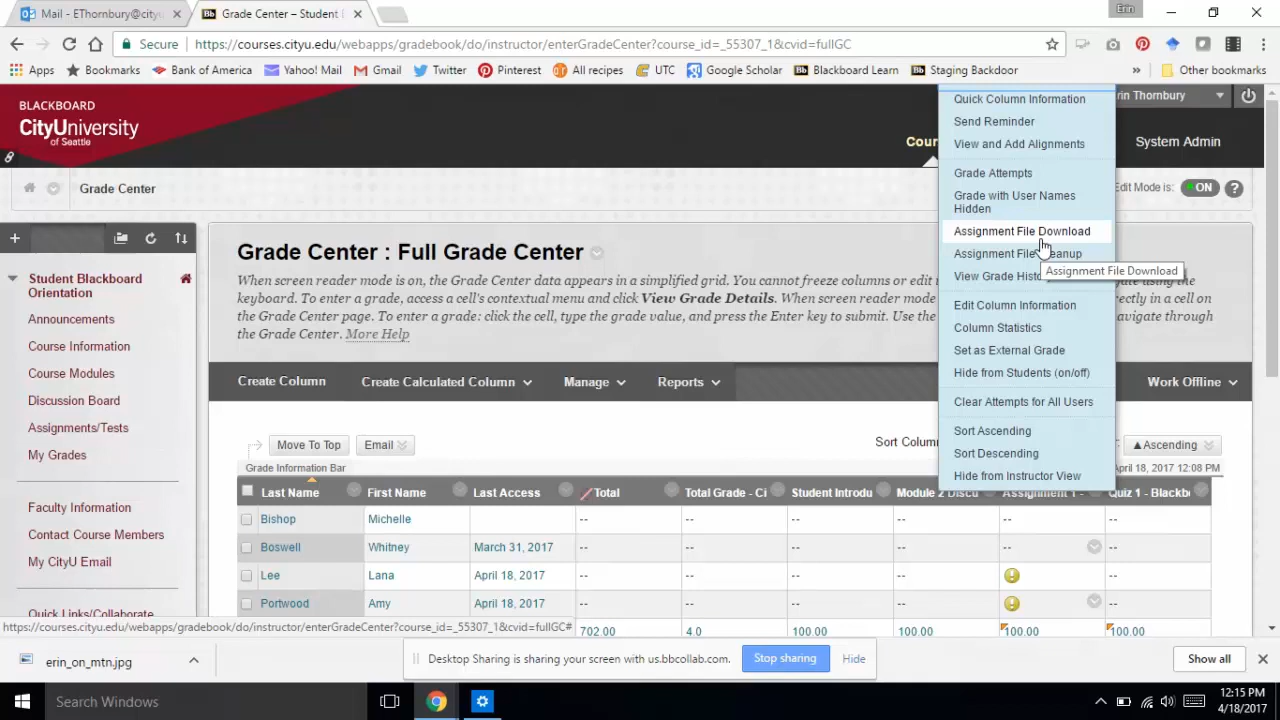 Mail - EThornbury@cityu
Grade Center – Student B
Erin
Secure
https://courses.cityu.edu/webapps/gradebook/do/instructor/enterGradeCenter?course_id=_55307_1&cvid=fullGC
Apps
Bookmarks
Bank of America
Yahoo! Mail
Gmail
Twitter
Pinterest
All recipes
UTC
Google Scholar
Blackboard Learn
Staging Backdoor
Other bookmarks
BLACKBOARD
CityUniversity
of Seattle
Cour
rin Thornbury
System Admin
Grade Center
Edit Mode is:
ON
?
Quick Column Information
Send Reminder
View and Add Alignments
Grade Attempts
Grade with User Names
Hidden
Assignment File Download
Assignment File Cleanup
Assignment File Download
View Grade Histo
Edit Column Information
Column Statistics
Set as External Grade
Hide from Students (on/off)
Clear Attempts for All Users
Sort Ascending
Sort Descending
Hide from Instructor View
Student Blackboard
Orientation
Announcements
Course Information
Course Modules
Discussion Board
Assignments/Tests
My Grades
Faculty Information
Contact Course Members
My CityU Email
Quick Links/Collaborate
Grade Center : Full Grade Center
When screen reader mode is on, the Grade Center data appears in a simplified grid. You cannot freeze columns or edit i
keyboard. To enter a grade, access a cell's contextual menu and click View Grade Details. When screen reader mode
the Grade Center page. To enter a grade: click the cell, type the grade value, and press the Enter key to submit. Use the
the Grade Center. More Help
gate using the
rectly in a cell on
navigate through
Create Column
Create Calculated Column
Manage
Reports
Work Offline
Move To Top
Email
Sort Column
Ascending
Grade Information Bar
April 18, 2017 12:08 PM
Last Name
First Name
Last Access
Total
Total Grade - Ci
Student Introdu
Module 2 Discu
Assignment 1 -
Quiz 1 - Blackb
Bishop Michelle -- -- -- -- -- --
Boswell Whitney March 31, 2017 -- -- -- -- -- --
Lee Lana April 18, 2017 -- -- -- -- --
Portwood Amy April 18, 2017 -- -- -- -- --
702.00 4.0 100.00 100.00 100.00 100.00
https://courses.cityu.edu/webapps/gradebook/do/instructor/enterGradeCenter?course_id=_55307_1&cvid=fullGC#
erin_on_mtn.jpg
Desktop Sharing is sharing your screen with us.bbcollab.com.
Stop sharing
Hide
Show all
Search Windows
12:15 PM
4/18/2017